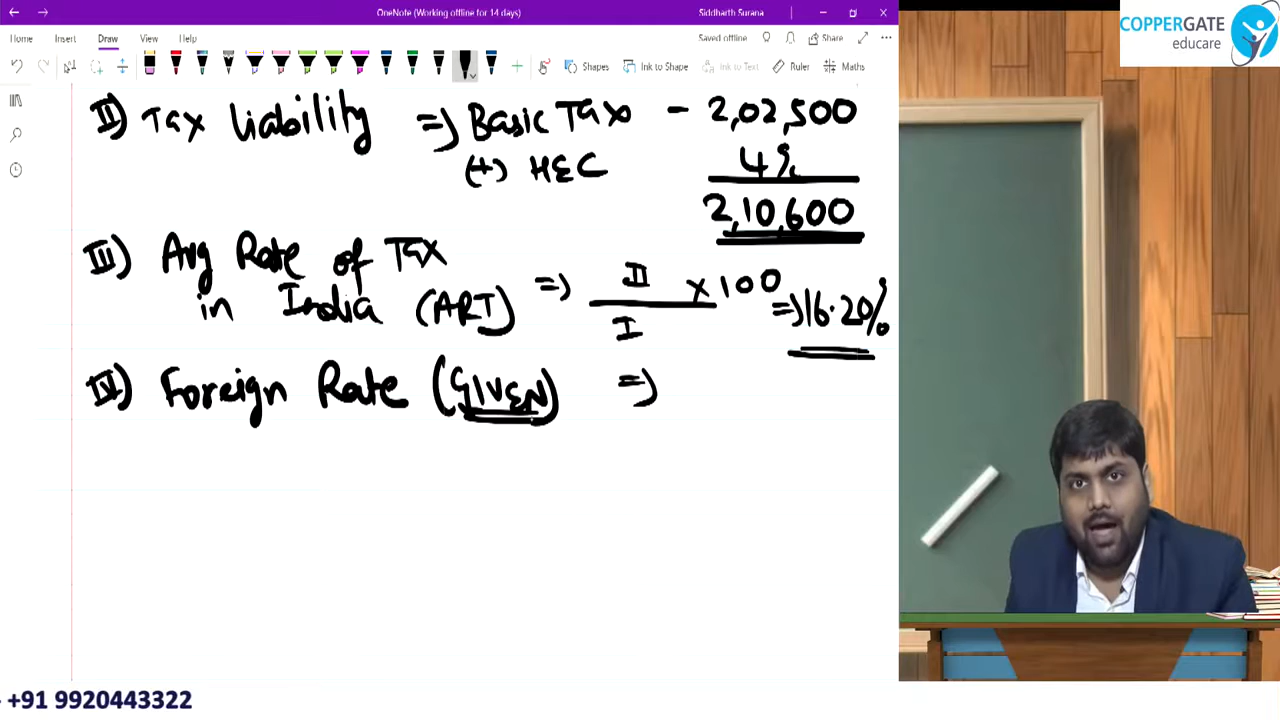 OneNote (Working offline for 14 days)
Siddharth Surana
COPPERGATE
educare
Home Insert Draw View Help
Saved offline
Share
Shapes
Ink to Shape
Ink to Text
Ruler
Maths
II) Tax liability => Basic Tax - 2,02,500
(+) HEC 4%
2,10,600
III) Avg Rate of Tax
in India (ART) => II/I × 100 => 16.20%
IV) Foreign Rate (GIVEN) =>
+91 9920443322